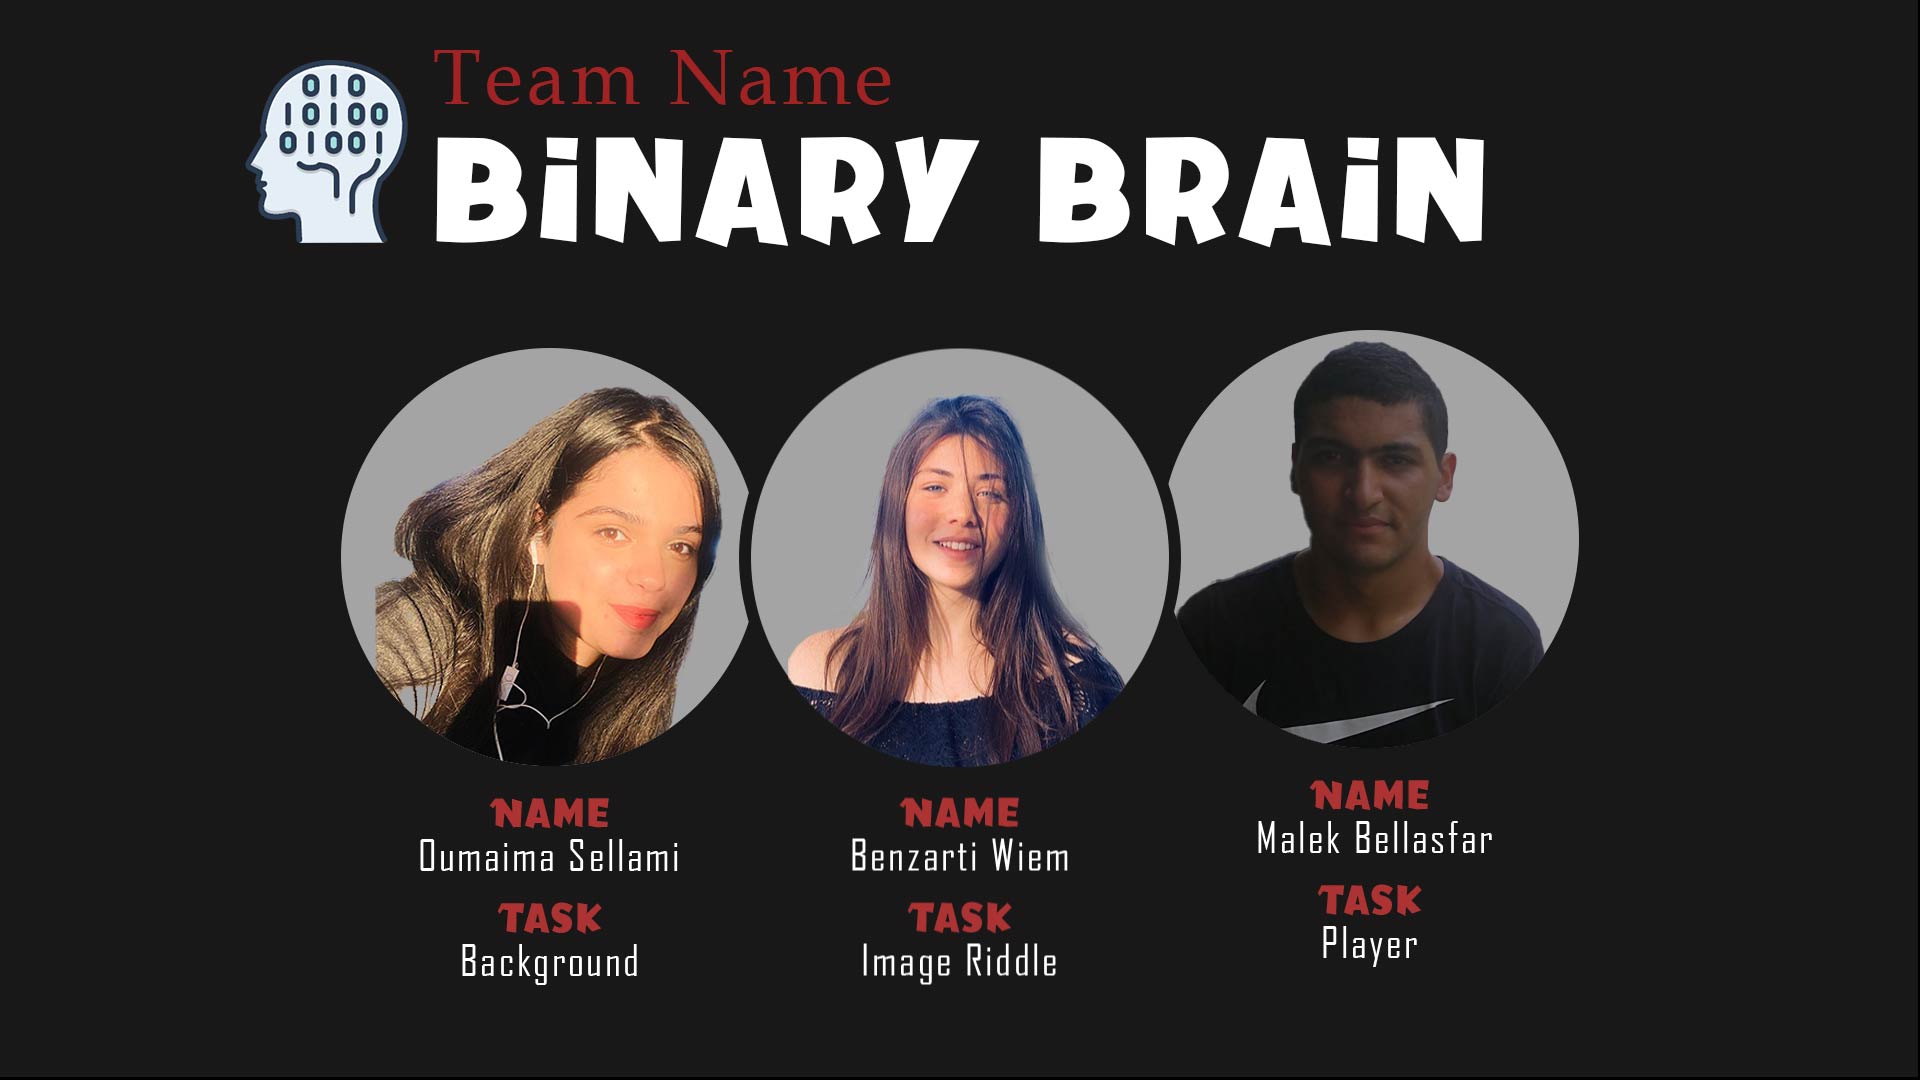 010
10100
01001
Team Name
BiNARY BRAiN
NAME
Oumaima Sellami
TASK
Background
NAME
Benzarti Wiem
TASK
Image Riddle
NAME
Malek Bellasfar
TASK
Player